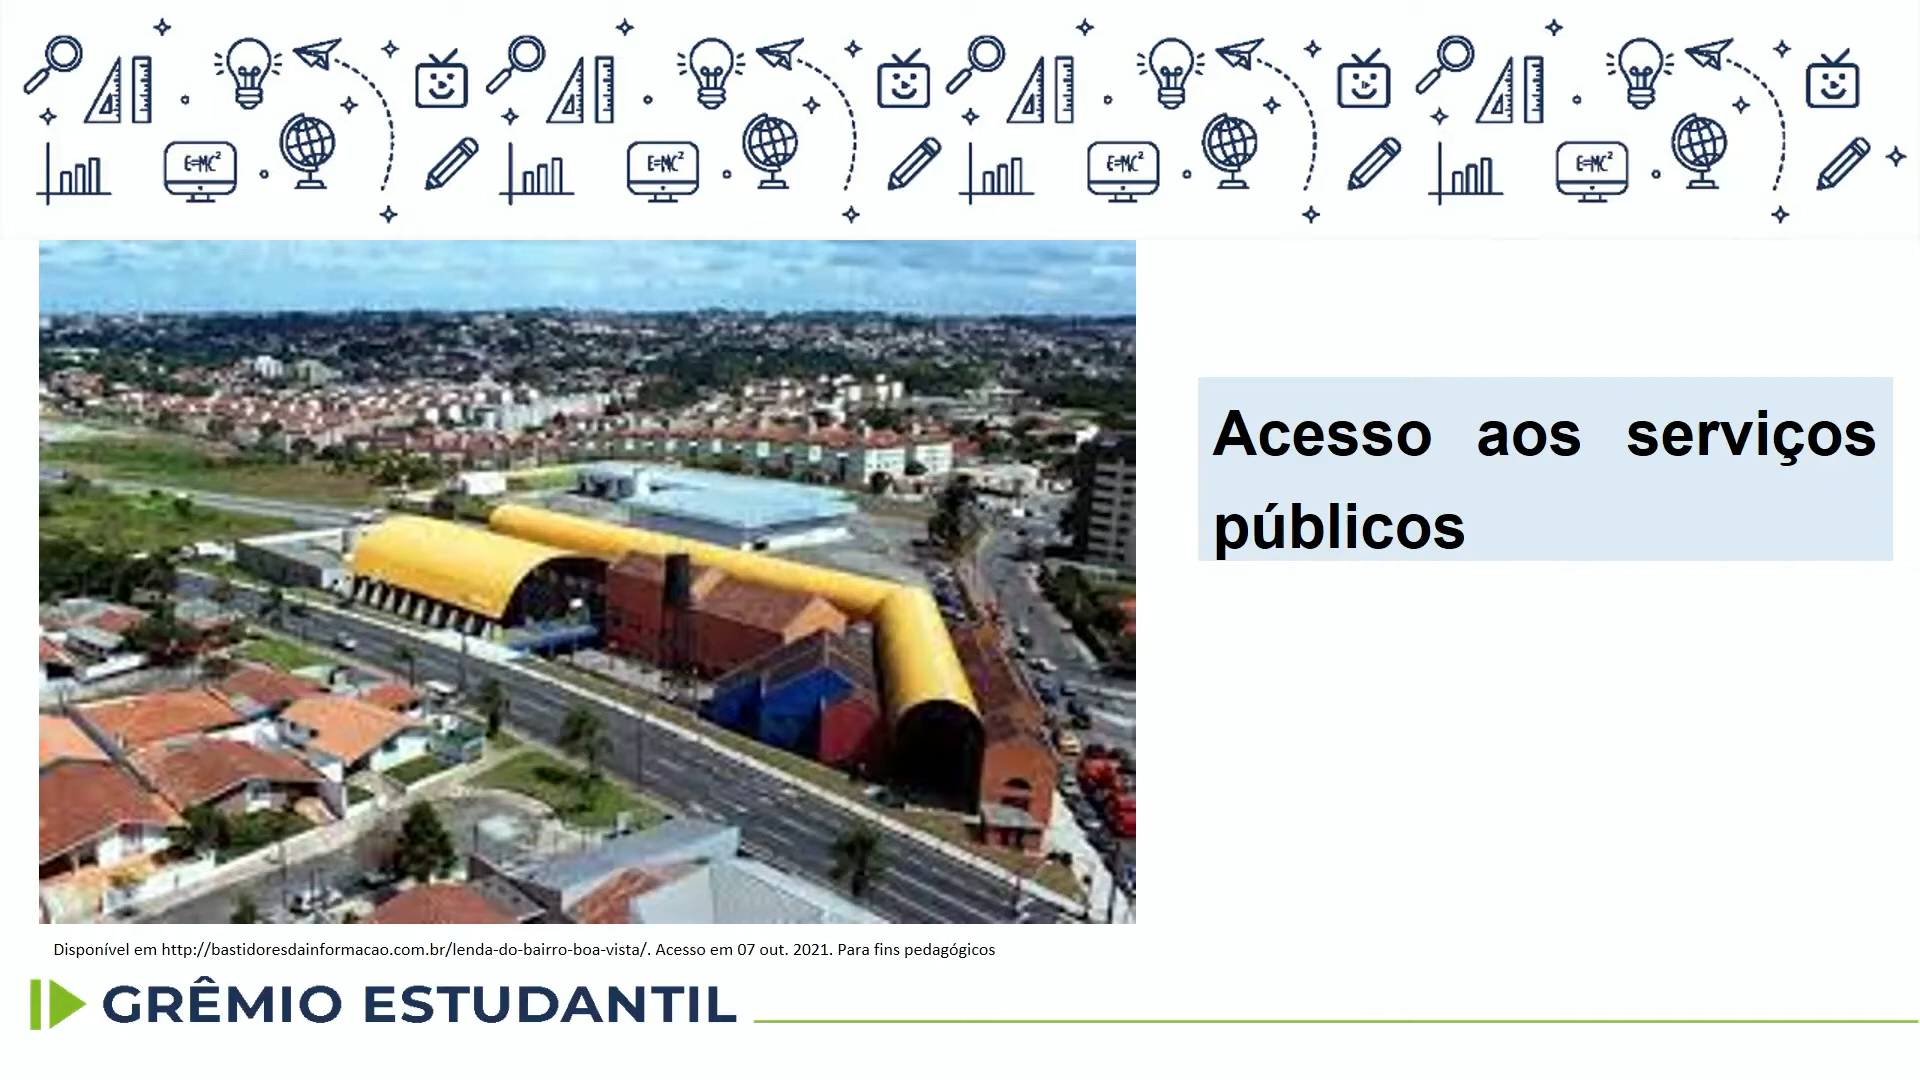 E=MC²
E=MC²
E=MC²
E=MC²
Acesso aos serviços
públicos
Disponível em http://bastidoresdainformacao.com.br/lenda-do-bairro-boa-vista/. Acesso em 07 out. 2021. Para fins pedagógicos
GRÊMIO ESTUDANTIL